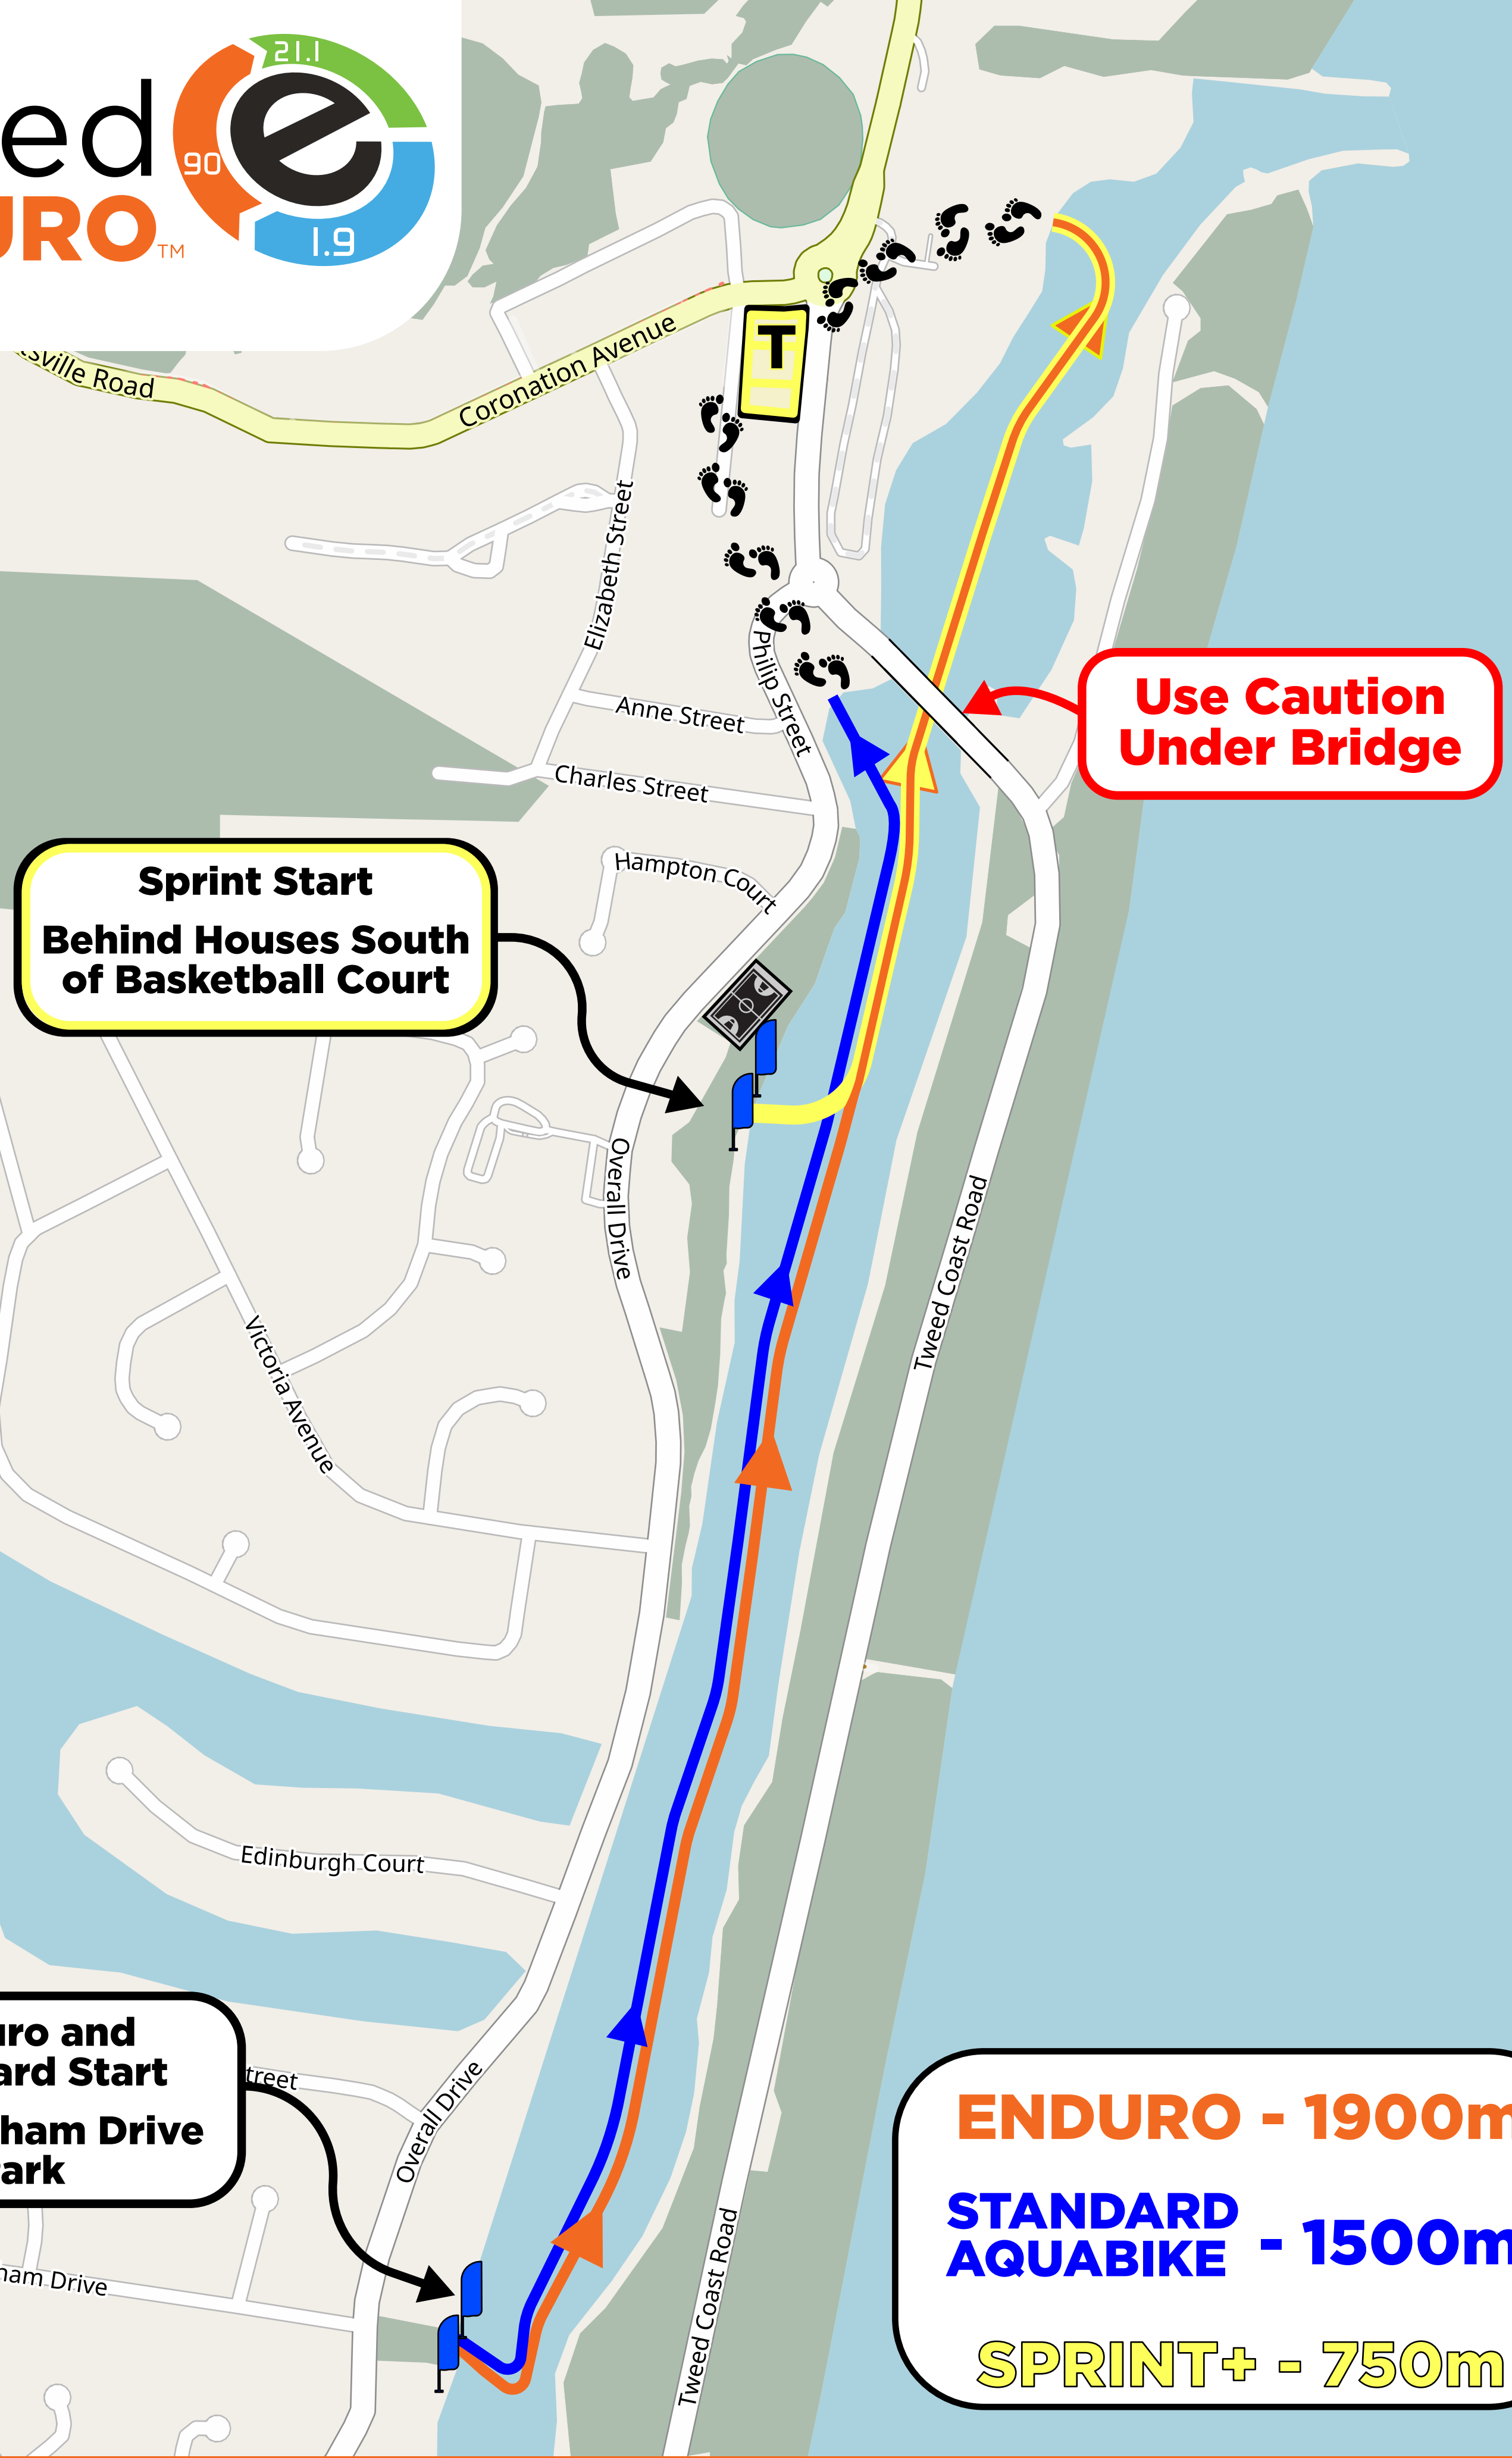 21.1
ed
90
URO™
1.9
sville Road
Coronation Avenue
T
Elizabeth Street
Philip Street
Anne Street
Charles Street
Use Caution
Under Bridge
Hampton Court
Sprint Start
Behind Houses South
of Basketball Court
Overall Drive
Tweed Coast Road
Victoria Avenue
Edinburgh Court
uro and
ard Start
ham Drive
ark
treet
Overall Drive
ham Drive
Tweed Coast Road
ENDURO - 1900m
STANDARD
AQUABIKE - 1500m
SPRINT+ - 750m